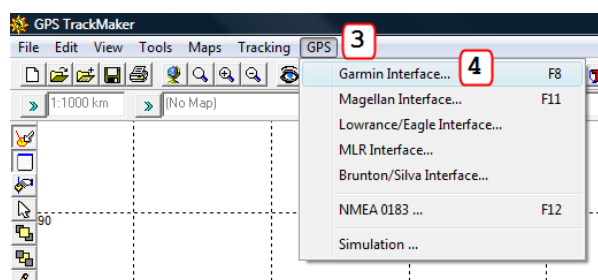 GPS TrackMaker
File Edit View Tools Maps Tracking GPS 3
1:1000 km (No Map)
Garmin Interface... 4 F8
Magellan Interface... F11
Lowrance/Eagle Interface...
MLR Interface...
Brunton/Silva Interface...
NMEA 0183 ... F12
Simulation ...
90